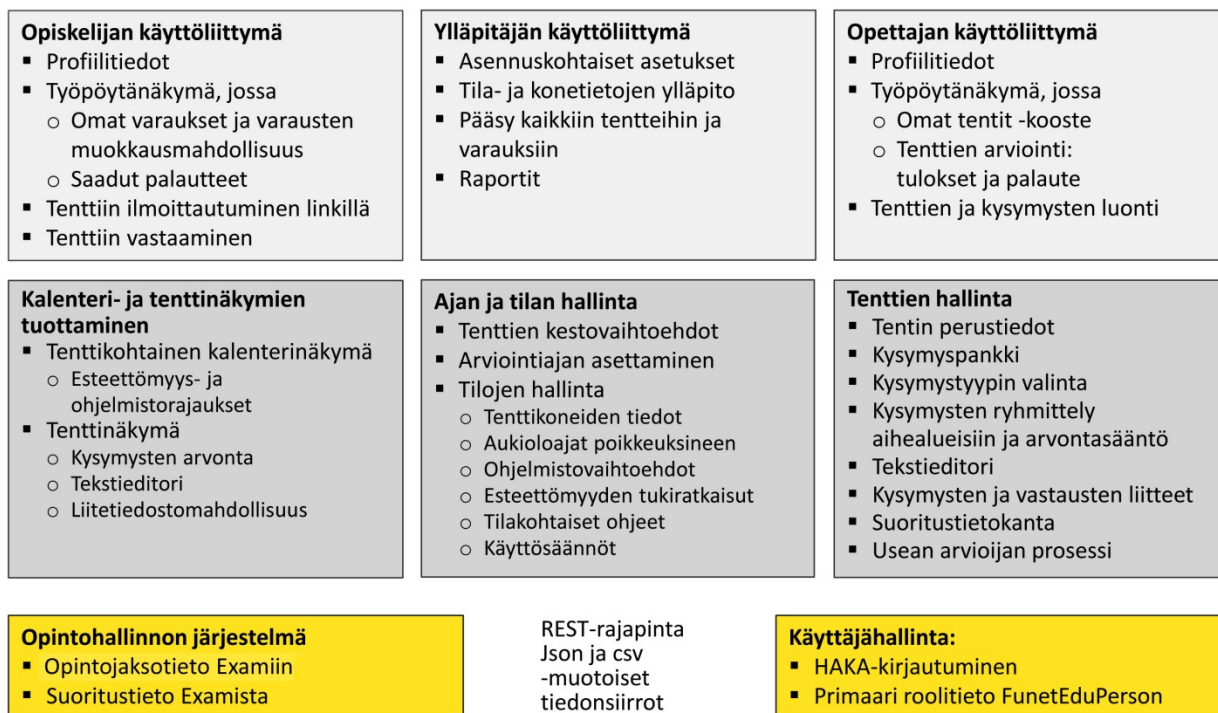 Opiskelijan käyttöliittymä
▪ Profiilitiedot
▪ Työpöytänäkymä, jossa
o Omat varaukset ja varausten
muokkausmahdollisuus
o Saadut palautteet
▪ Tenttiin ilmoittautuminen linkillä
▪ Tenttiin vastaaminen
Ylläpitäjän käyttöliittymä
▪ Asennuskohtaiset asetukset
▪ Tila- ja konetietojen ylläpito
▪ Pääsy kaikkiin tentteihin ja
varauksiin
▪ Raportit
Opettajan käyttöliittymä
▪ Profiilitiedot
▪ Työpöytänäkymä, jossa
o Omat tentit -kooste
o Tenttien arviointi:
tulokset ja palaute
▪ Tenttien ja kysymysten luonti
Kalenteri- ja tenttinäkymien
tuottaminen
▪ Tenttikohtainen kalenterinäkymä
o Esteettömyys- ja
ohjelmistorajaukset
▪ Tenttinäkymä
o Kysymysten arvonta
o Tekstieditori
o Liitetiedostomahdollisuus
Ajan ja tilan hallinta
▪ Tenttien kestovaihtoehdot
▪ Arviointiajan asettaminen
▪ Tilojen hallinta
o Tenttikoneiden tiedot
o Aukioloajat poikkeuksineen
o Ohjelmistovaihtoehdot
o Esteettömyyden tukiratkaisut
o Tilakohtaiset ohjeet
o Käyttösäännöt
Tenttien hallinta
▪ Tentin perustiedot
▪ Kysymyspankki
▪ Kysymystyypin valinta
▪ Kysymysten ryhmittely
aihealueisiin ja arvontasääntö
▪ Tekstieditori
▪ Kysymysten ja vastausten liitteet
▪ Suoritustietokanta
▪ Usean arvioijan prosessi
Opintohallinnon järjestelmä
▪ Opintojaksotieto Examiin
▪ Suoritustieto Examista
REST-rajapinta
Json ja csv
-muotoiset
tiedonsiirrot
Käyttäjähallinta:
▪ HAKA-kirjautuminen
▪ Primaari roolitieto FunetEduPerson